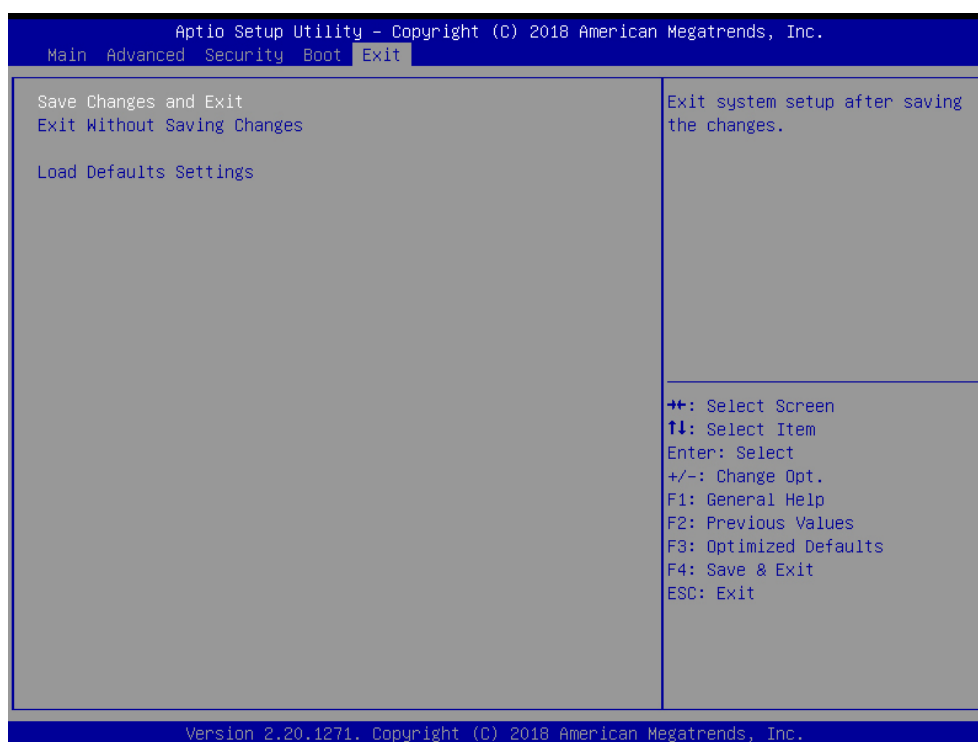 Aptio Setup Utility – Copyright (C) 2018 American Megatrends, Inc.
Main Advanced Security Boot Exit
Save Changes and Exit
Exit Without Saving Changes
Load Defaults Settings
Exit system setup after saving
the changes.
→←: Select Screen
↑↓: Select Item
Enter: Select
+/-: Change Opt.
F1: General Help
F2: Previous Values
F3: Optimized Defaults
F4: Save & Exit
ESC: Exit
Version 2.20.1271. Copyright (C) 2018 American Megatrends, Inc.